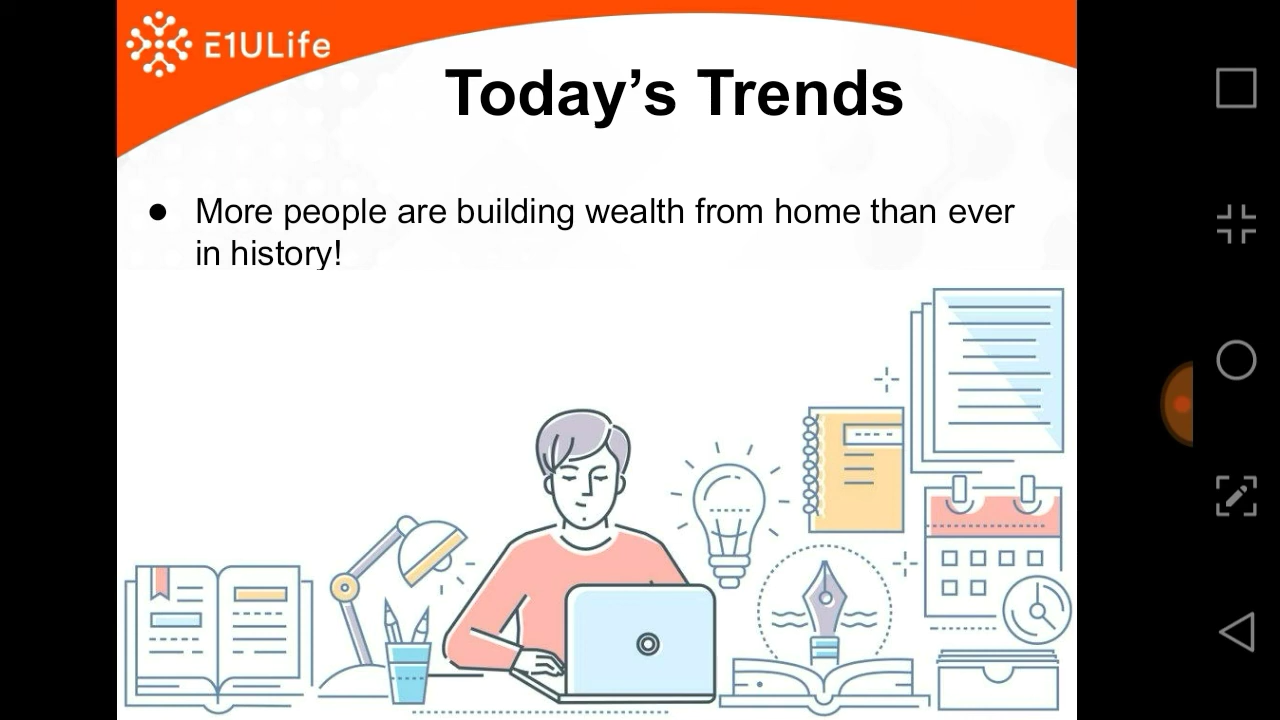 E1ULife
Today’s Trends
● More people are building wealth from home than ever
in history!